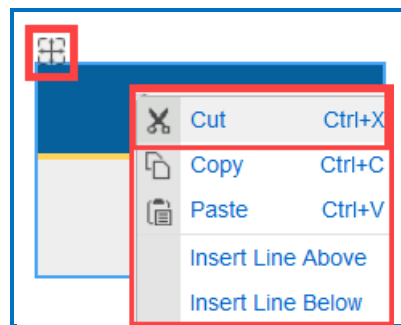 Cut Ctrl+X
Copy Ctrl+C
Paste Ctrl+V
Insert Line Above
Insert Line Below